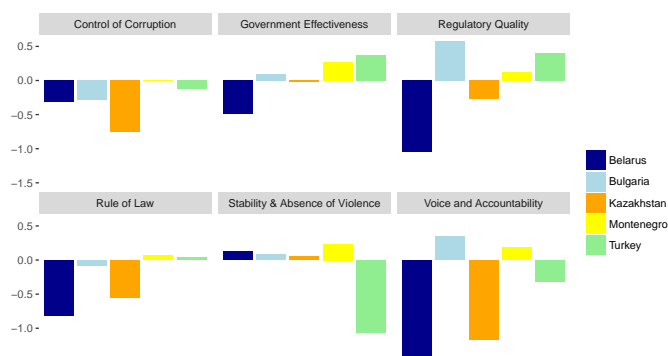 Control of Corruption
Government Effectiveness
Regulatory Quality
0.5
0.0
−0.5
−1.0
−1.5
Rule of Law
Stability & Absence of Violence
Voice and Accountability
0.5
0.0
−0.5
−1.0
Belarus
Bulgaria
Kazakhstan
Montenegro
Turkey